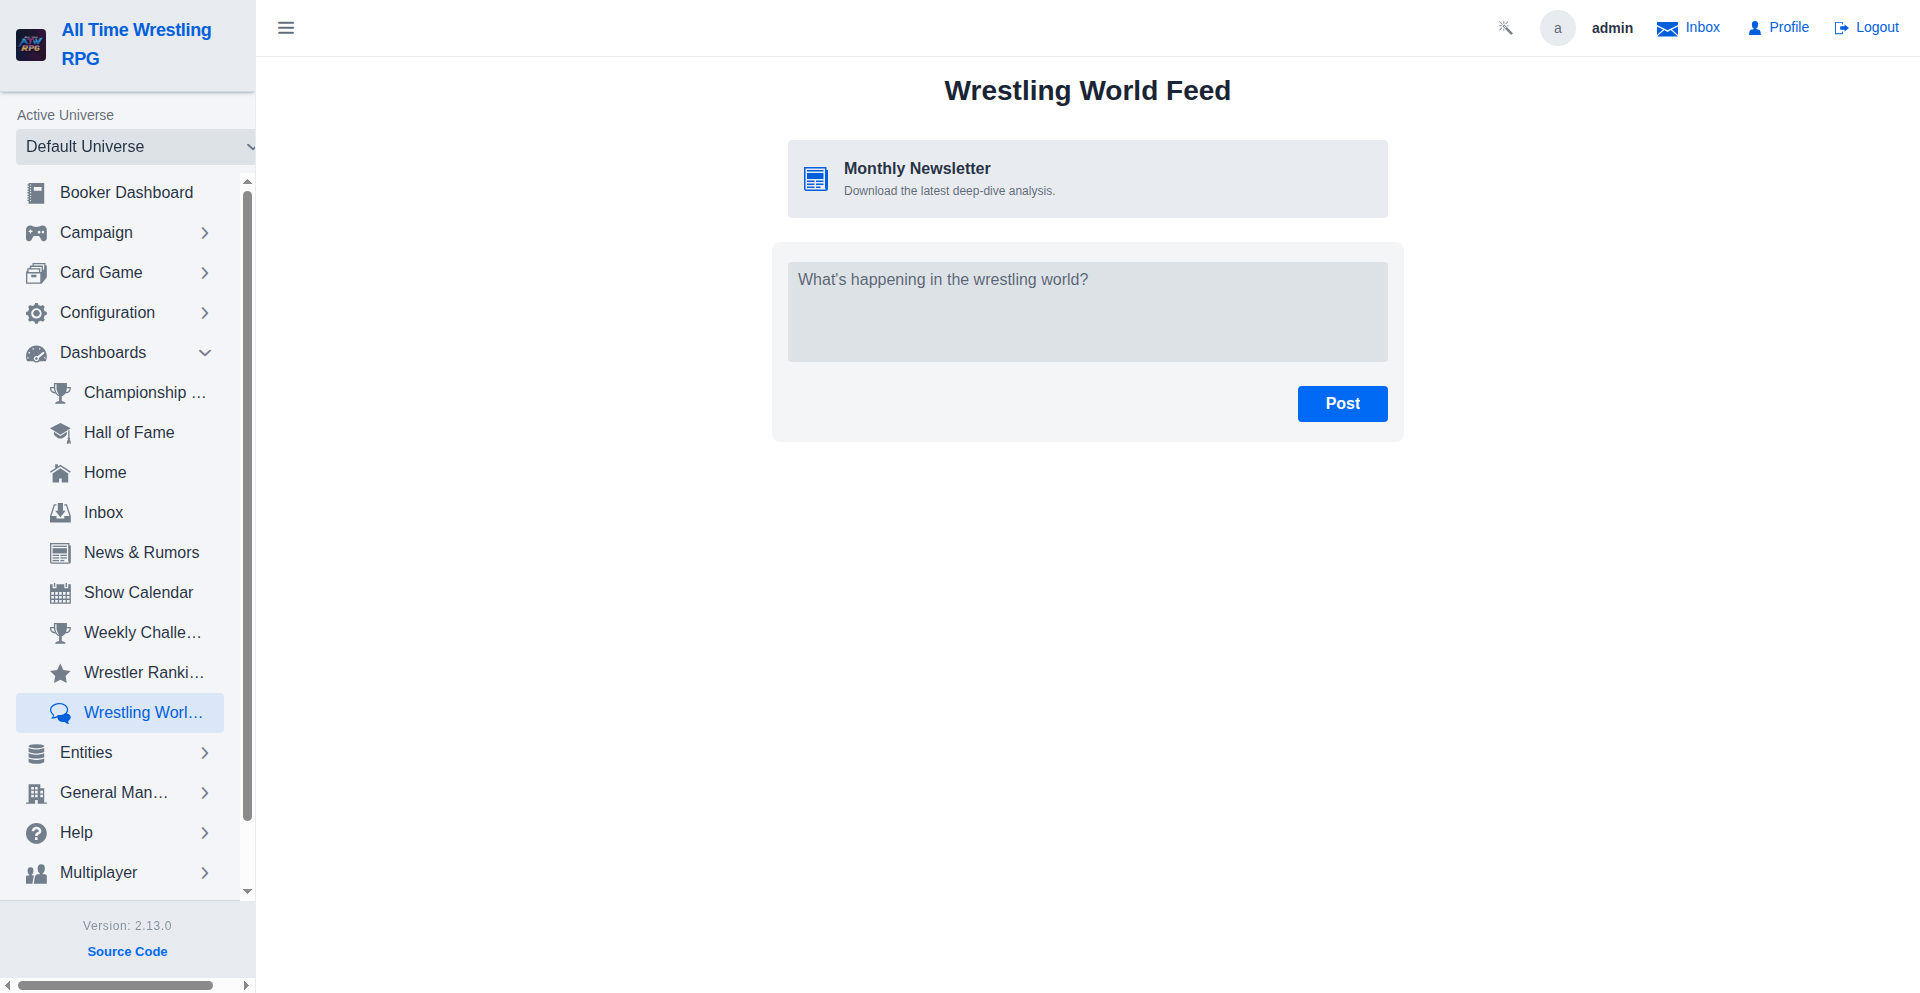 All Time Wrestling
RPG
Active Universe
Default Universe
Booker Dashboard
Campaign
Card Game
Configuration
Dashboards
Championship …
Hall of Fame
Home
Inbox
News & Rumors
Show Calendar
Weekly Challe…
Wrestler Ranki…
Wrestling Worl…
Entities
General Man…
Help
Multiplayer
Version: 2.13.0
Source Code
a
admin
Inbox
Profile
Logout
Wrestling World Feed
Monthly Newsletter
Download the latest deep-dive analysis.
What's happening in the wrestling world?
Post